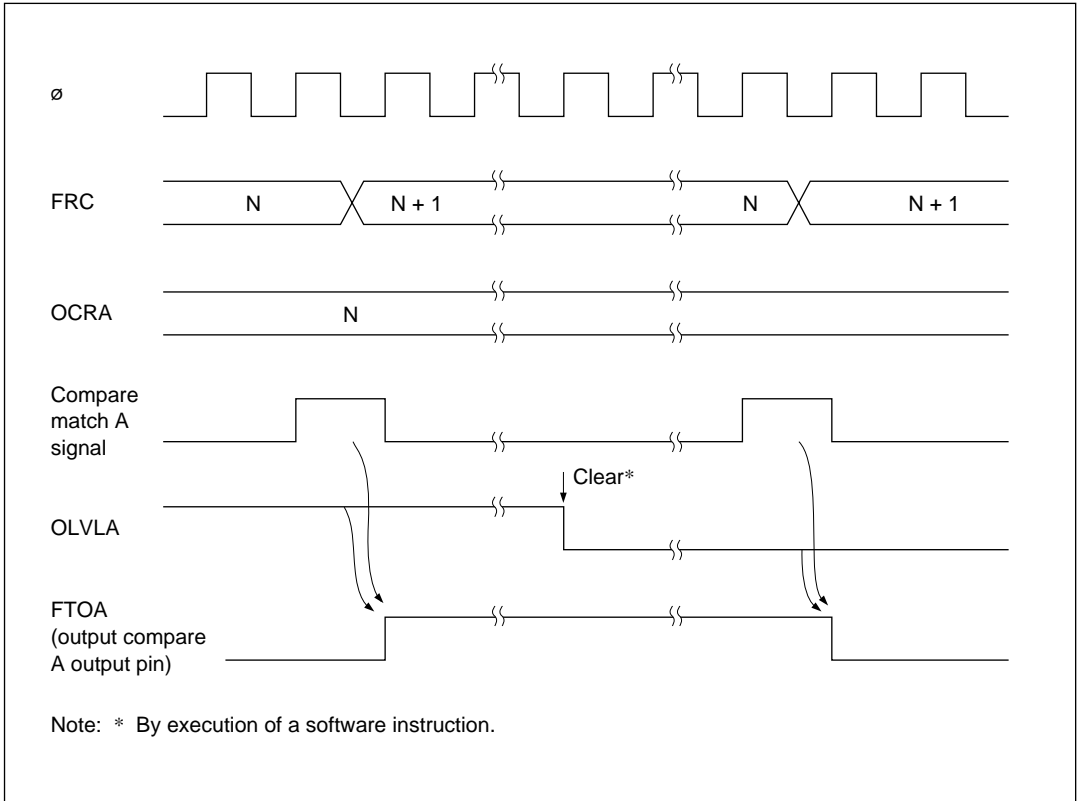 ø
FRC
N
N + 1
N
N + 1
OCRA
N
Compare
match A
signal
Clear*
OLVLA
FTOA
(output compare
A output pin)
Note: * By execution of a software instruction.